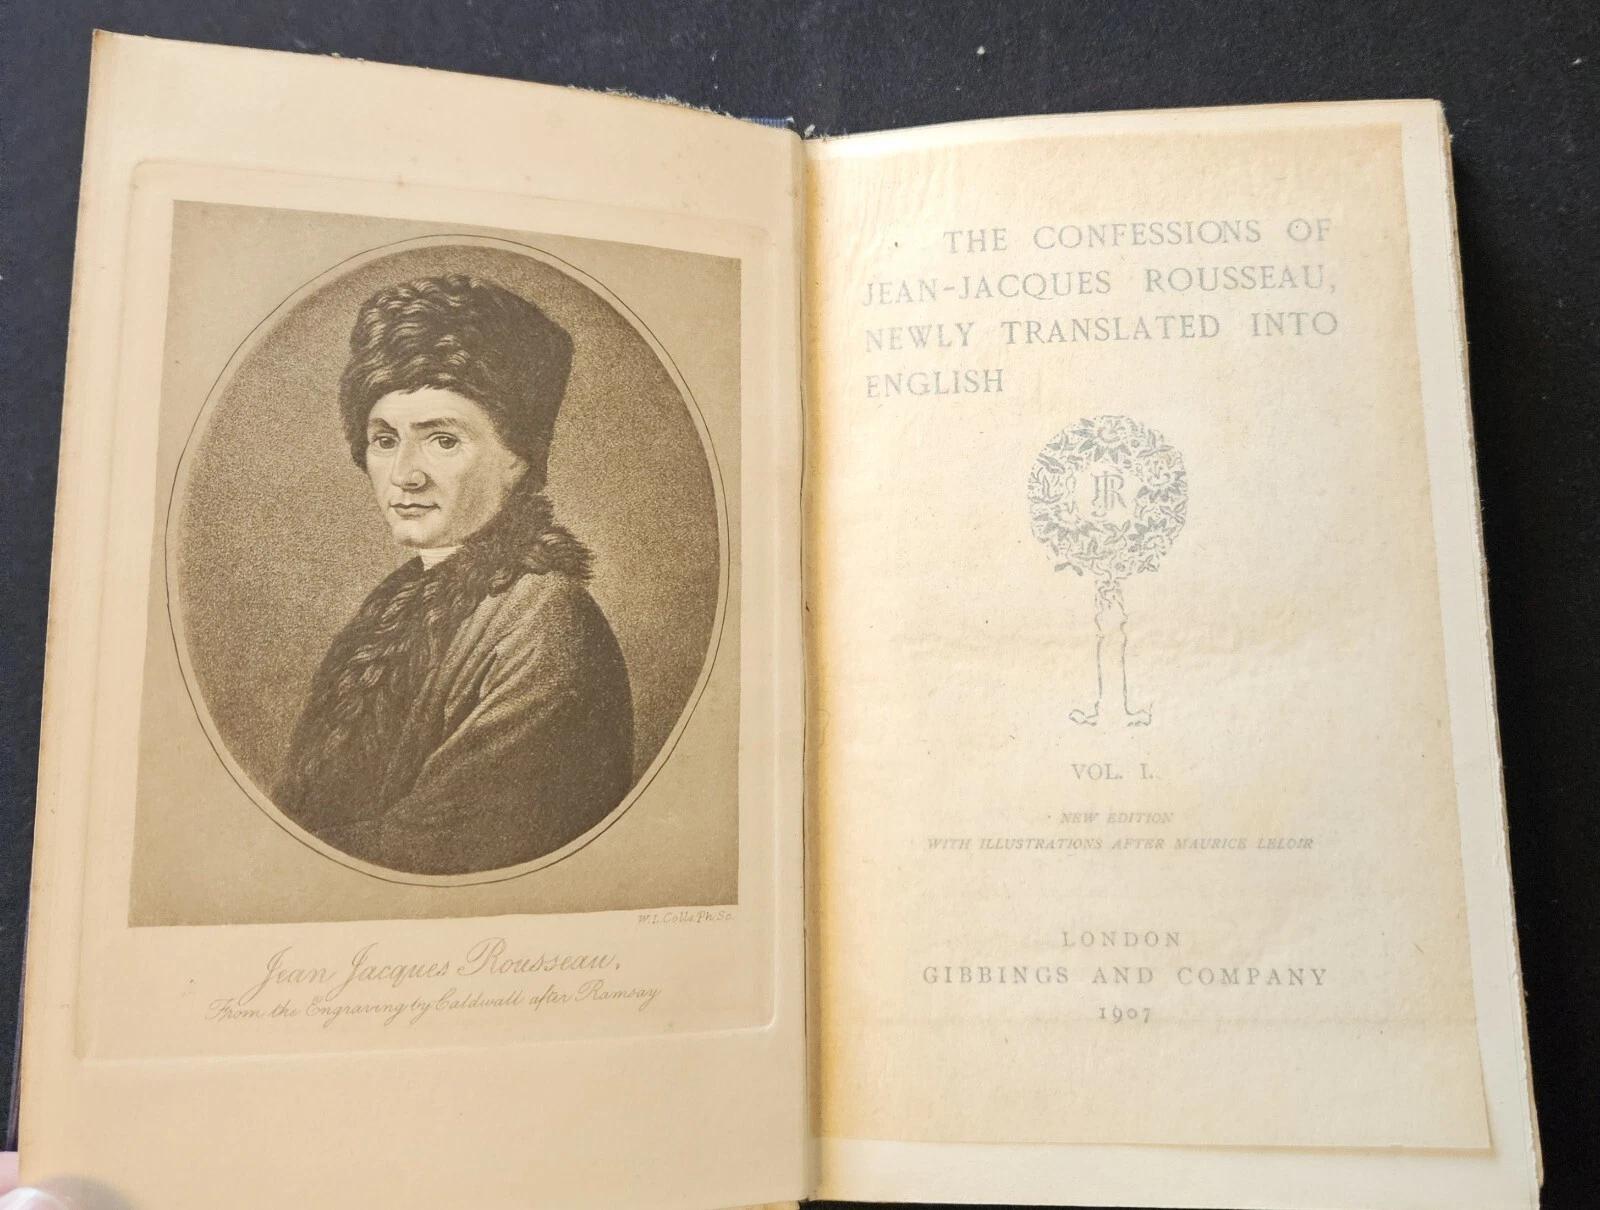 W.L.Colls.Ph.Sc.
Jean Jacques Rousseau.
From the Engraving by Caldwall after Ramsay
THE CONFESSIONS OF
JEAN-JACQUES ROUSSEAU,
NEWLY TRANSLATED INTO
ENGLISH
JJR
VOL. I.
NEW EDITION
WITH ILLUSTRATIONS AFTER MAURICE LELOIR
LONDON
GIBBINGS AND COMPANY
1907